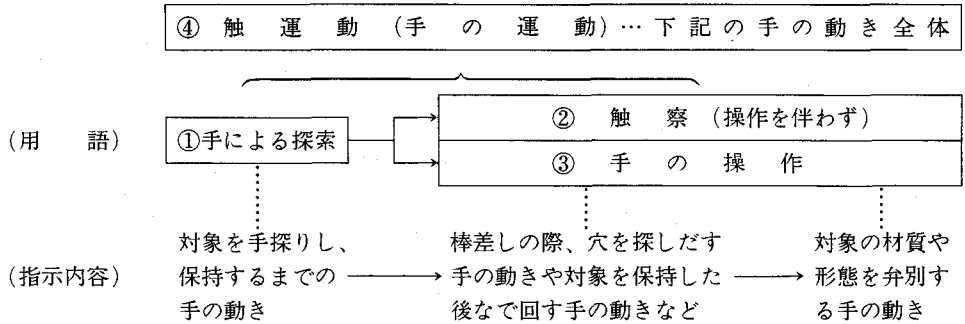 ④ 触運動(手の運動)…下記の手の動き全体
(用語)
①手による探索
② 触察(操作を伴わず)
③ 手の操作
(指示内容)
対象を手探りし、
保持するまでの
手の動き
棒差しの際、穴を探しだす
手の動きや対象を保持した
後なで回す手の動きなど
対象の材質や
形態を弁別す
る手の動き